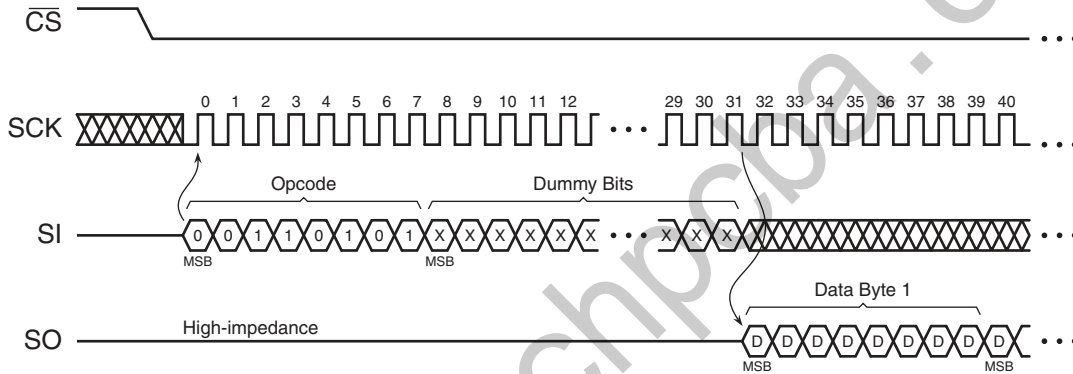 CS
0 1 2 3 4 5 6 7 8 9 10 11 12 29 30 31 32 33 34 35 36 37 38 39 40
SCK
Opcode Dummy Bits
SI 0 0 1 1 0 1 0 1 X X X X X X X X X
MSB MSB
Data Byte 1
High-impedance
SO D D D D D D D D D
MSB MSB